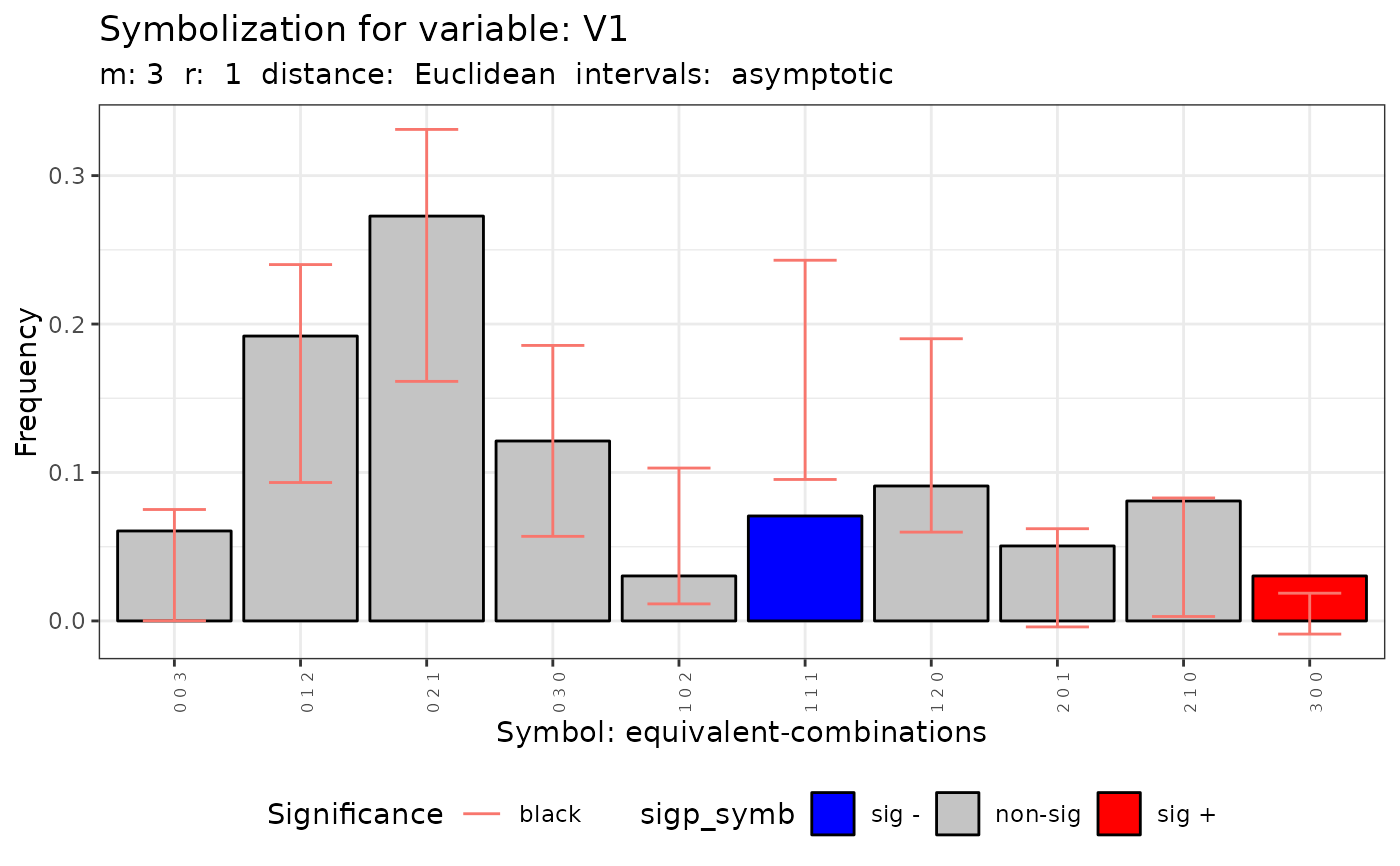 Symbolization for variable: V1
m: 3 r: 1 distance: Euclidean intervals: asymptotic
Frequency
0.3
0.2
0.1
0.0
0 0 3
0 1 2
0 2 1
0 3 0
1 0 2
1 1 1
1 2 0
2 0 1
2 1 0
3 0 0
Symbol: equivalent-combinations
Significance black sigp_symb sig - non-sig sig +